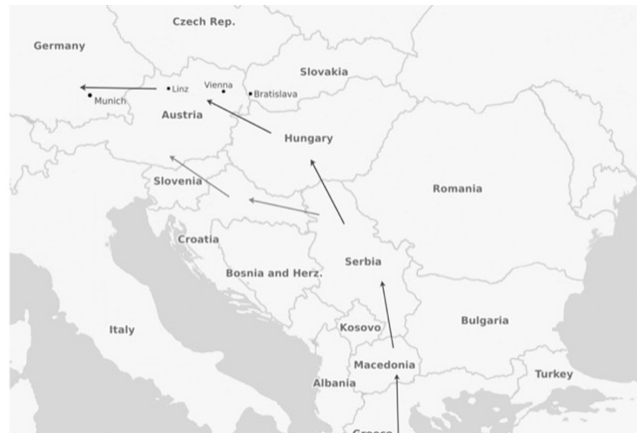 Czech Rep.
Germany
Slovakia
Linz
Vienna
Bratislava
Munich
Austria
Hungary
Slovenia
Romania
Croatia
Serbia
Bosnia and Herz.
Bulgaria
Kosovo
Italy
Macedonia
Turkey
Albania
Greece